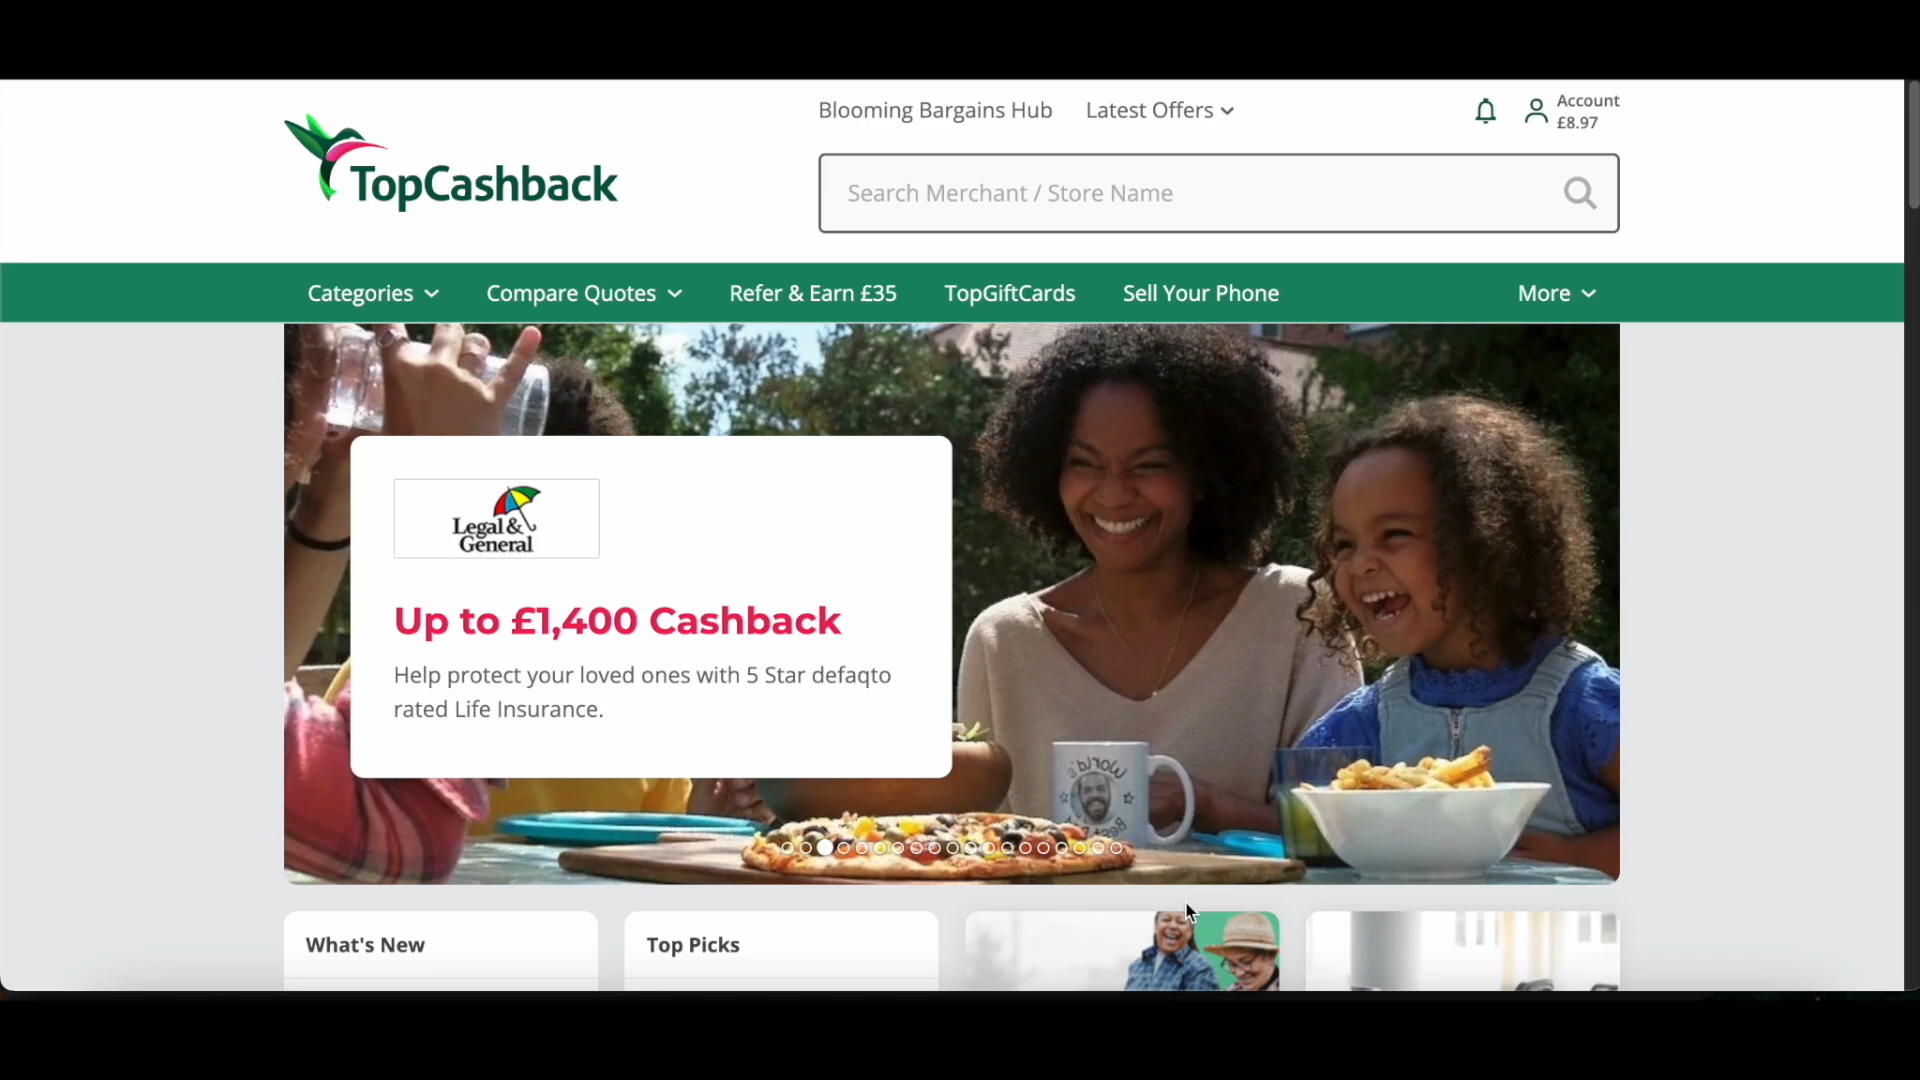 Blooming Bargains Hub
Latest Offers
Account
£8.97
TopCashback
Search Merchant / Store Name
Categories
Compare Quotes
Refer & Earn £35
TopGiftCards
Sell Your Phone
More
Legal &
General
Up to £1,400 Cashback
Help protect your loved ones with 5 Star defaqto
rated Life Insurance.
World's
Best
What's New
Top Picks